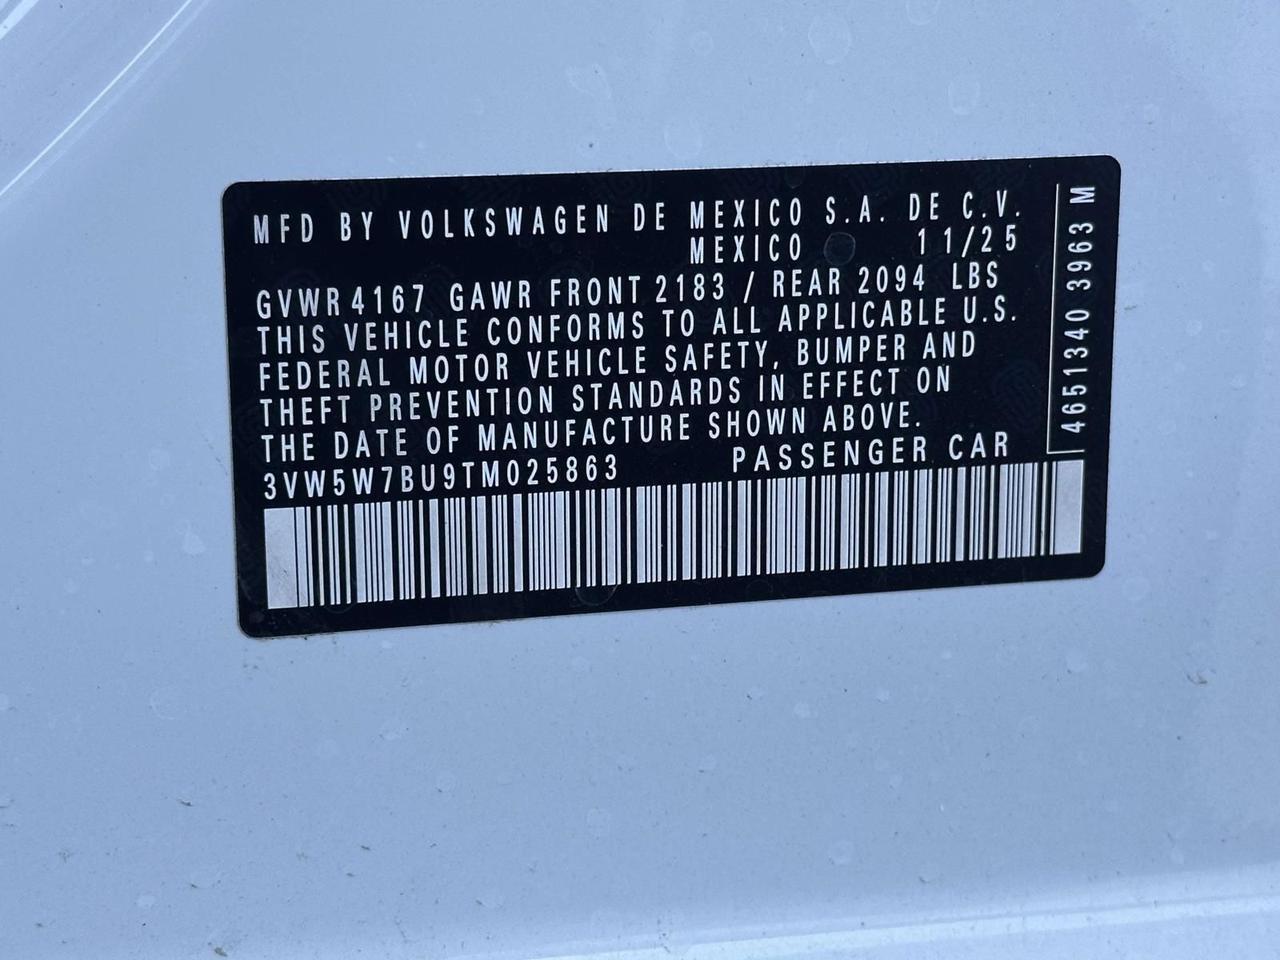 MFD BY VOLKSWAGEN DE MEXICO S.A. DE C.V.
MEXICO 11/25
GVWR 4167 GAWR FRONT 2183 / REAR 2094 LBS
THIS VEHICLE CONFORMS TO ALL APPLICABLE U.S.
FEDERAL MOTOR VEHICLE SAFETY, BUMPER AND
THEFT PREVENTION STANDARDS IN EFFECT ON
THE DATE OF MANUFACTURE SHOWN ABOVE.
3VW5W7BU9TM025863 PASSENGER CAR
4651340 3963 M